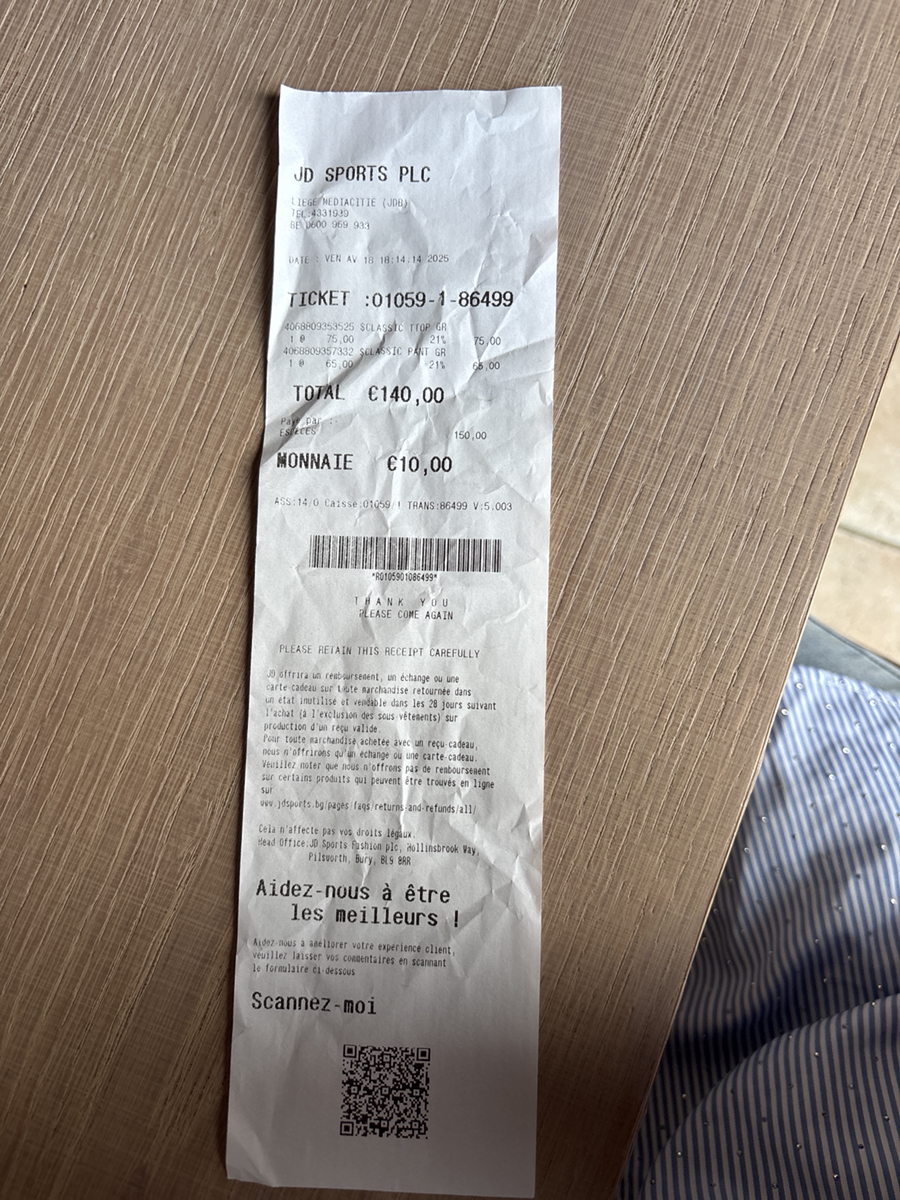 JD SPORTS PLC
LIEGE MEDIACITIE (JDB)
TEL:4331939
BE 0600 969 933
DATE : VEN AV 18 18:14:14 2025
TICKET :01059-1-86499
4068809353525 $CLASSIC TTOP GR
1 @ 75,00 21% 75,00
4068809357332 $CLASSIC PANT GR
1 @ 65,00 21% 65,00
TOTAL €140,00
Payé par :-
ESPECES 150,00
MONNAIE €10,00
ASS:14/0 Caisse:01059/1 TRANS:86499 V:5.003
*R0105901086499*
THANK YOU
PLEASE COME AGAIN
PLEASE RETAIN THIS RECEIPT CAREFULLY
JD offrira un remboursement, un échange ou une
carte-cadeau sur toute marchandise retournée dans
un état inutilisé et vendable dans les 28 jours suivant
l'achat (à l'exclusion des sous-vêtements) sur
production d'un reçu valide.
Pour toute marchandise achetée avec un reçu-cadeau,
nous n'offrirons qu'un échange ou une carte-cadeau.
Veuillez noter que nous n'offrons pas de remboursement
sur certains produits qui peuvent être trouvés en ligne
sur
www.jdsports.bg/pages/faqs/returns-and-refunds/all/
Cela n'affecte pas vos droits légaux.
Head Office:JD Sports Fashion plc, Hollinsbrook Way,
Pilsworth, Bury, BL9 8RR
Aidez-nous à être
les meilleurs !
Aidez-nous à améliorer votre expérience client,
veuillez laisser vos commentaires en scannant
le formulaire ci-dessous
Scannez-moi